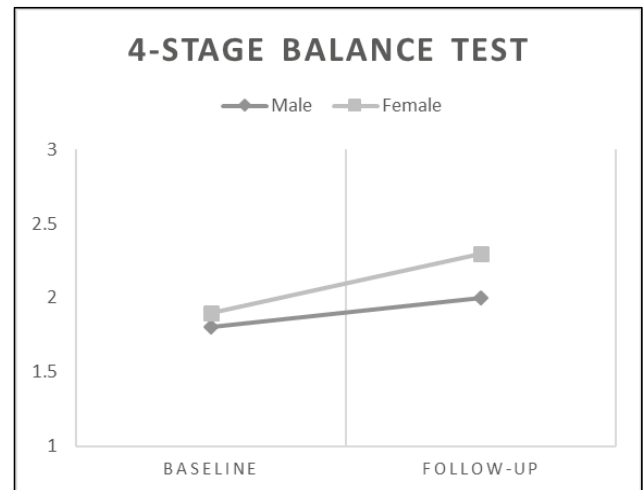 4-STAGE BALANCE TEST
Male Female
3
2.5
2
1.5
1
BASELINE FOLLOW-UP